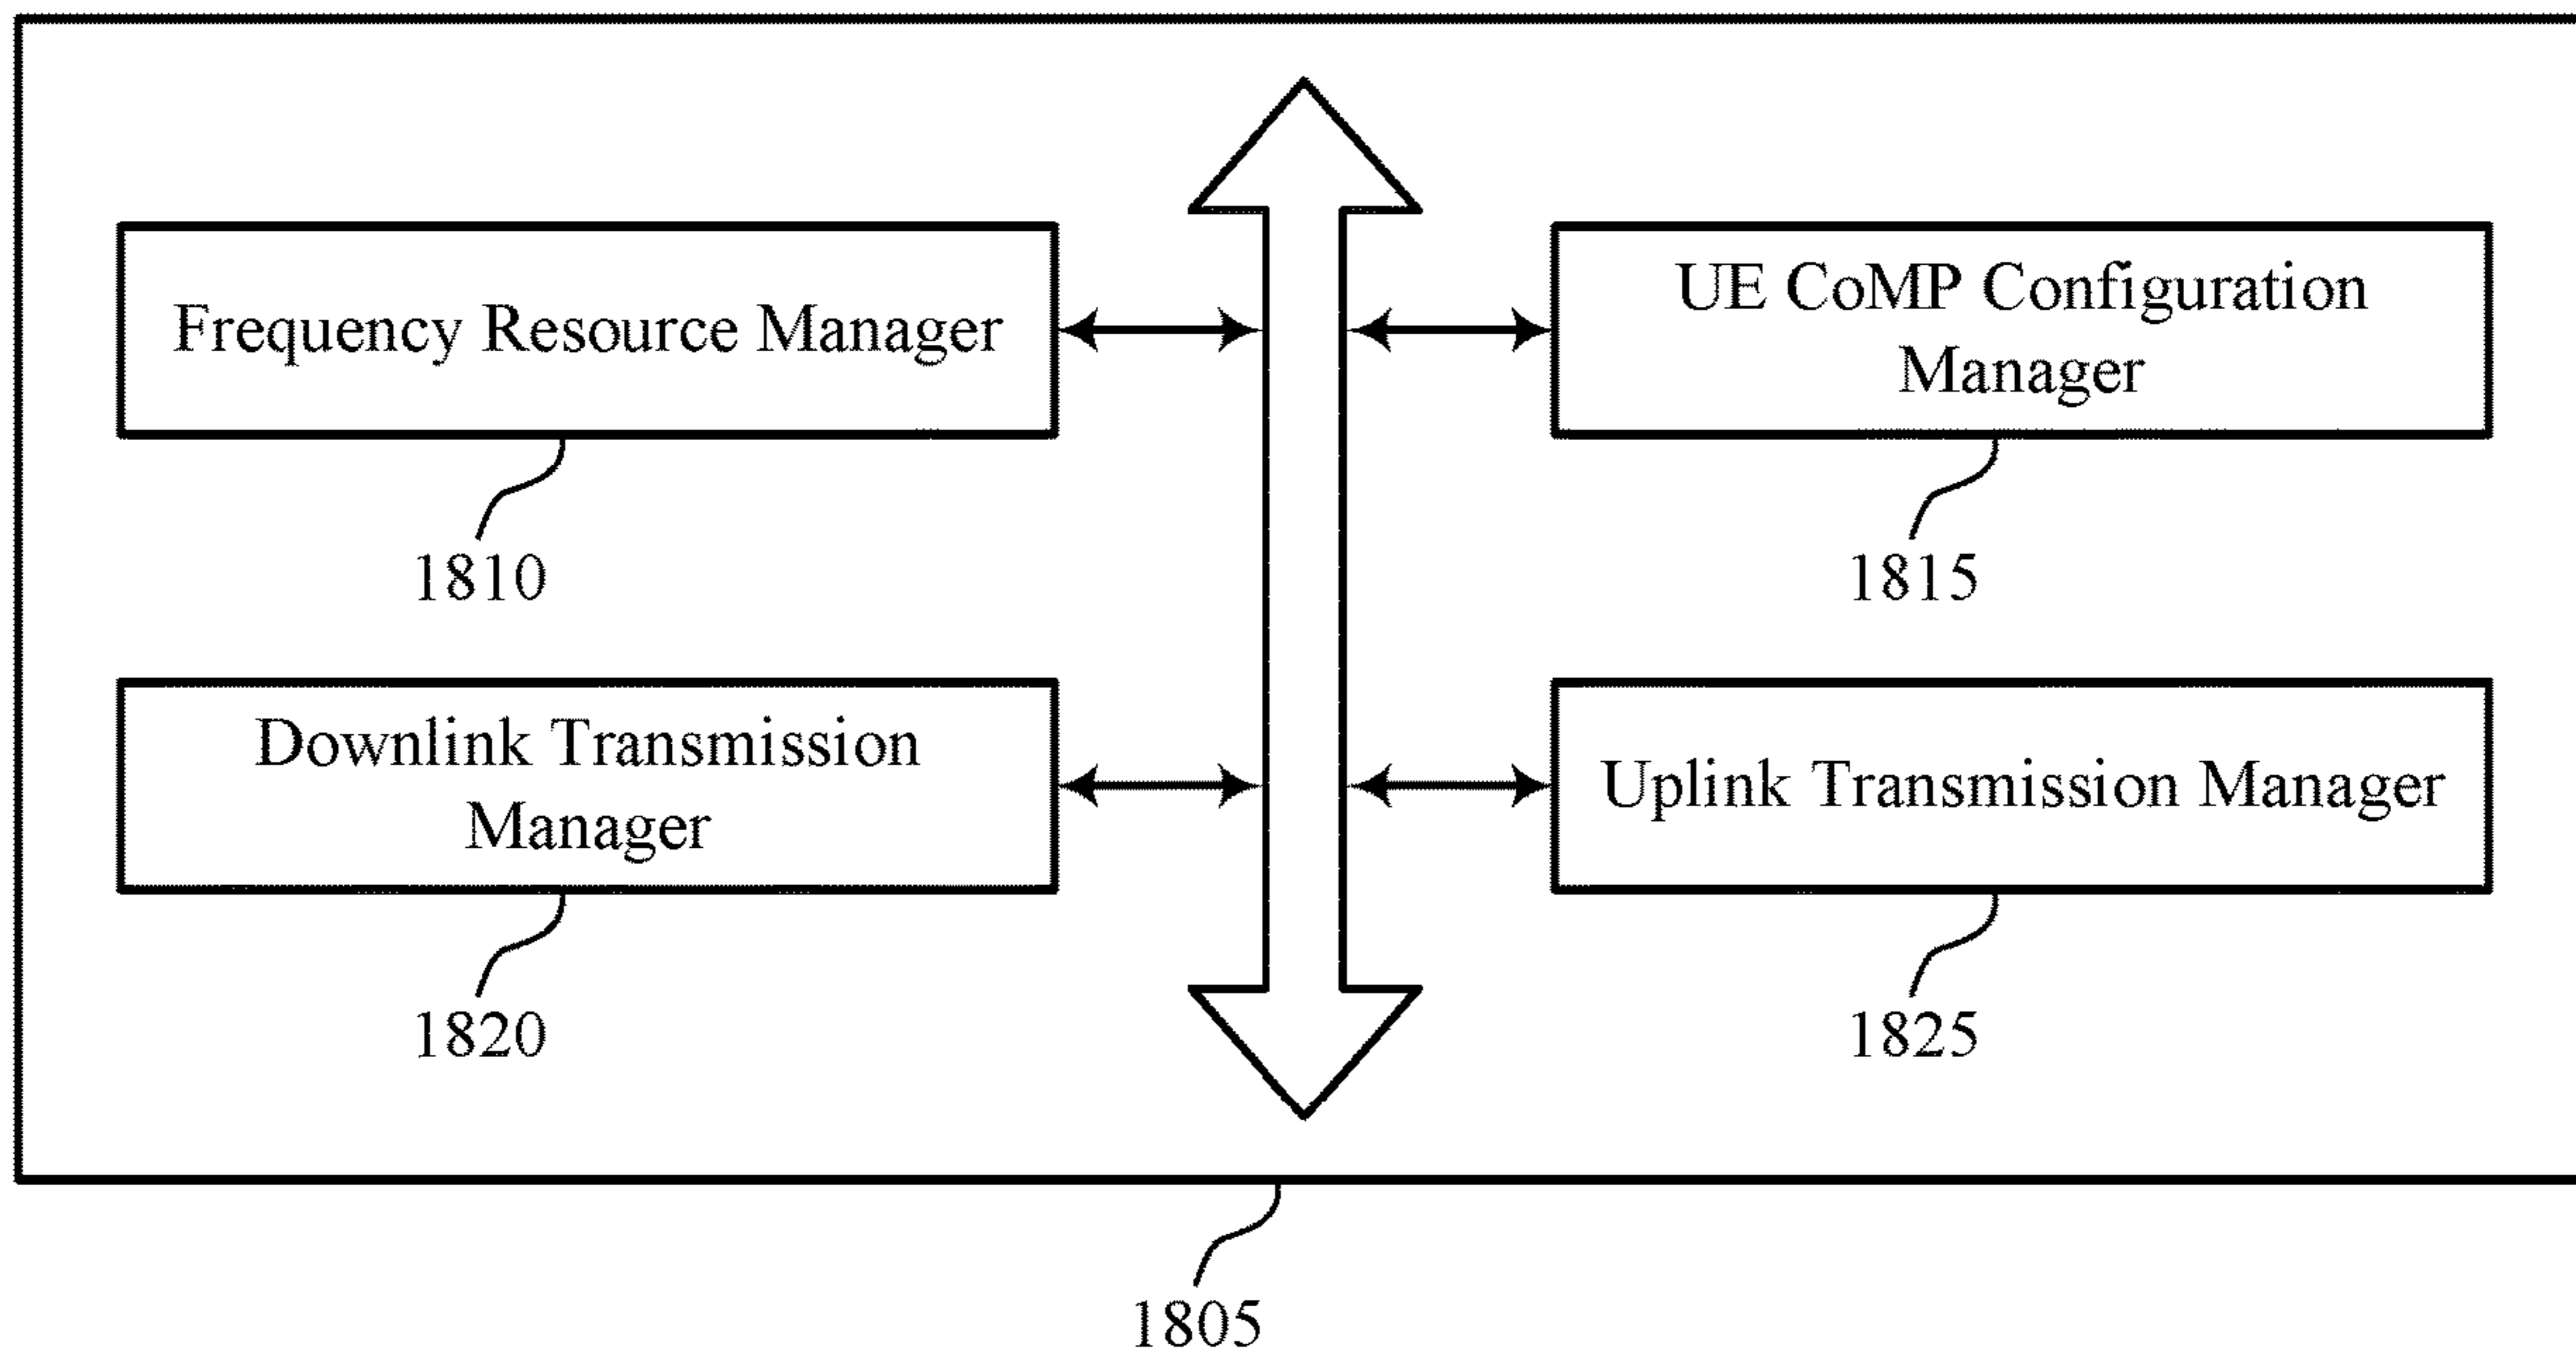 Frequency Resource Manager
UE CoMP Configuration
Manager
1810
1815
Downlink Transmission
Manager
Uplink Transmission Manager
1820
1825
1805